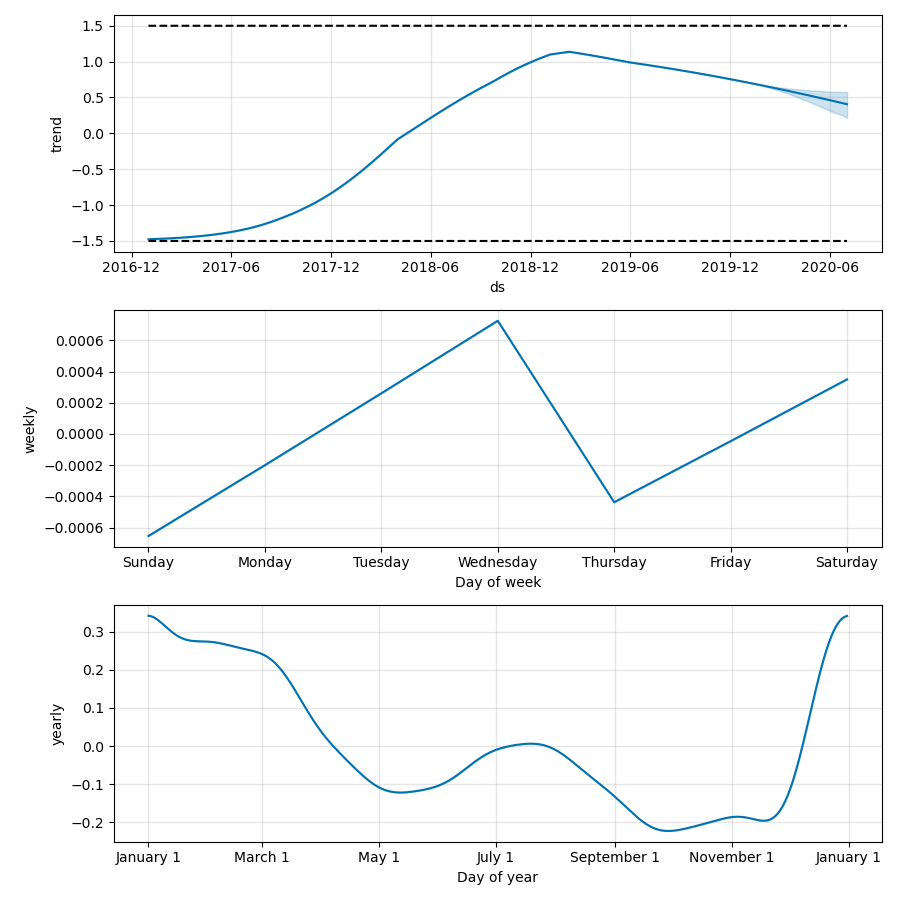 1.5
1.0
0.5
0.0
−0.5
−1.0
−1.5
trend
2016-12 2017-06 2017-12 2018-06 2018-12 2019-06 2019-12 2020-06
ds
0.0006
0.0004
0.0002
0.0000
−0.0002
−0.0004
−0.0006
weekly
Sunday Monday Tuesday Wednesday Thursday Friday Saturday
Day of week
0.3
0.2
0.1
0.0
−0.1
−0.2
yearly
January 1 March 1 May 1 July 1 September 1 November 1 January 1
Day of year